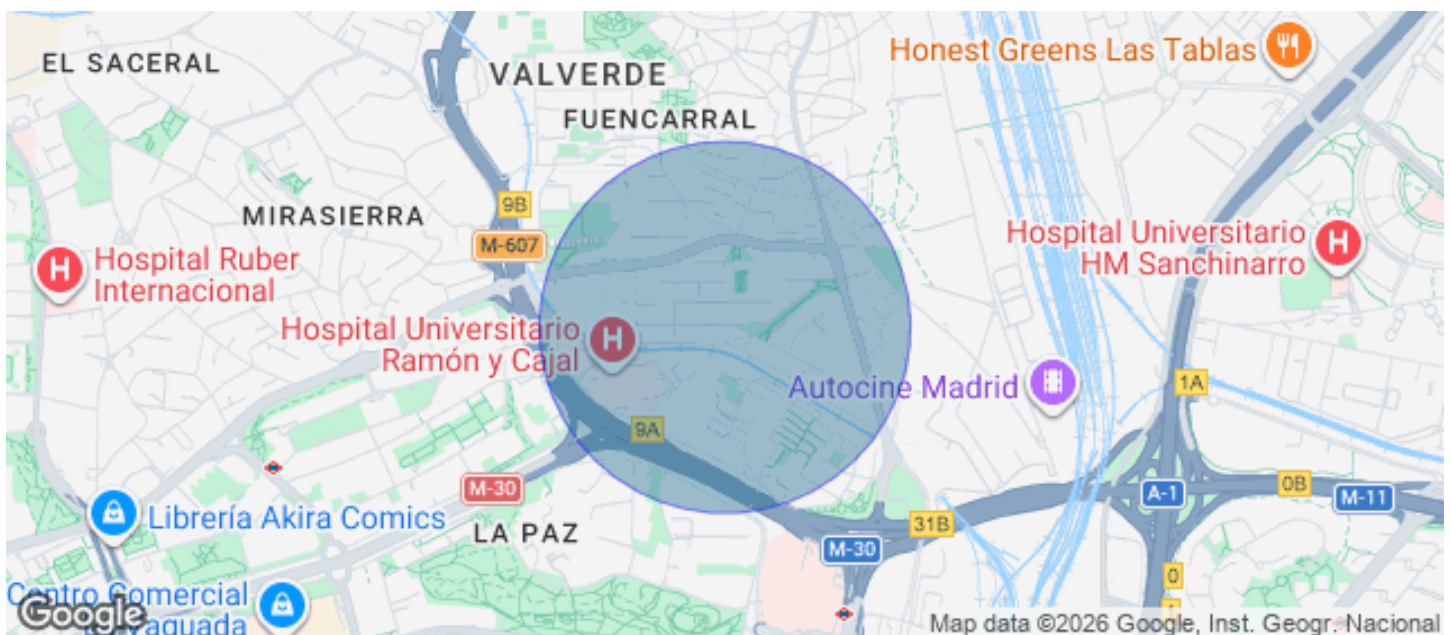 EL SACERAL
VALVERDE
FUENCARRAL
Honest Greens Las Tablas
9B
MIRASIERRA
M-607
Hospital Ruber
Internacional
Hospital Universitario
HM Sanchinarro
Hospital Universitario
Ramón y Cajal
Autocine Madrid
1A
9A
M-30
A-1
0B
M-11
Librería Akira Comics
LA PAZ
31B
M-30
0
Centro Comercial
Google
Map data ©2026 Google, Inst. Geogr. Nacional